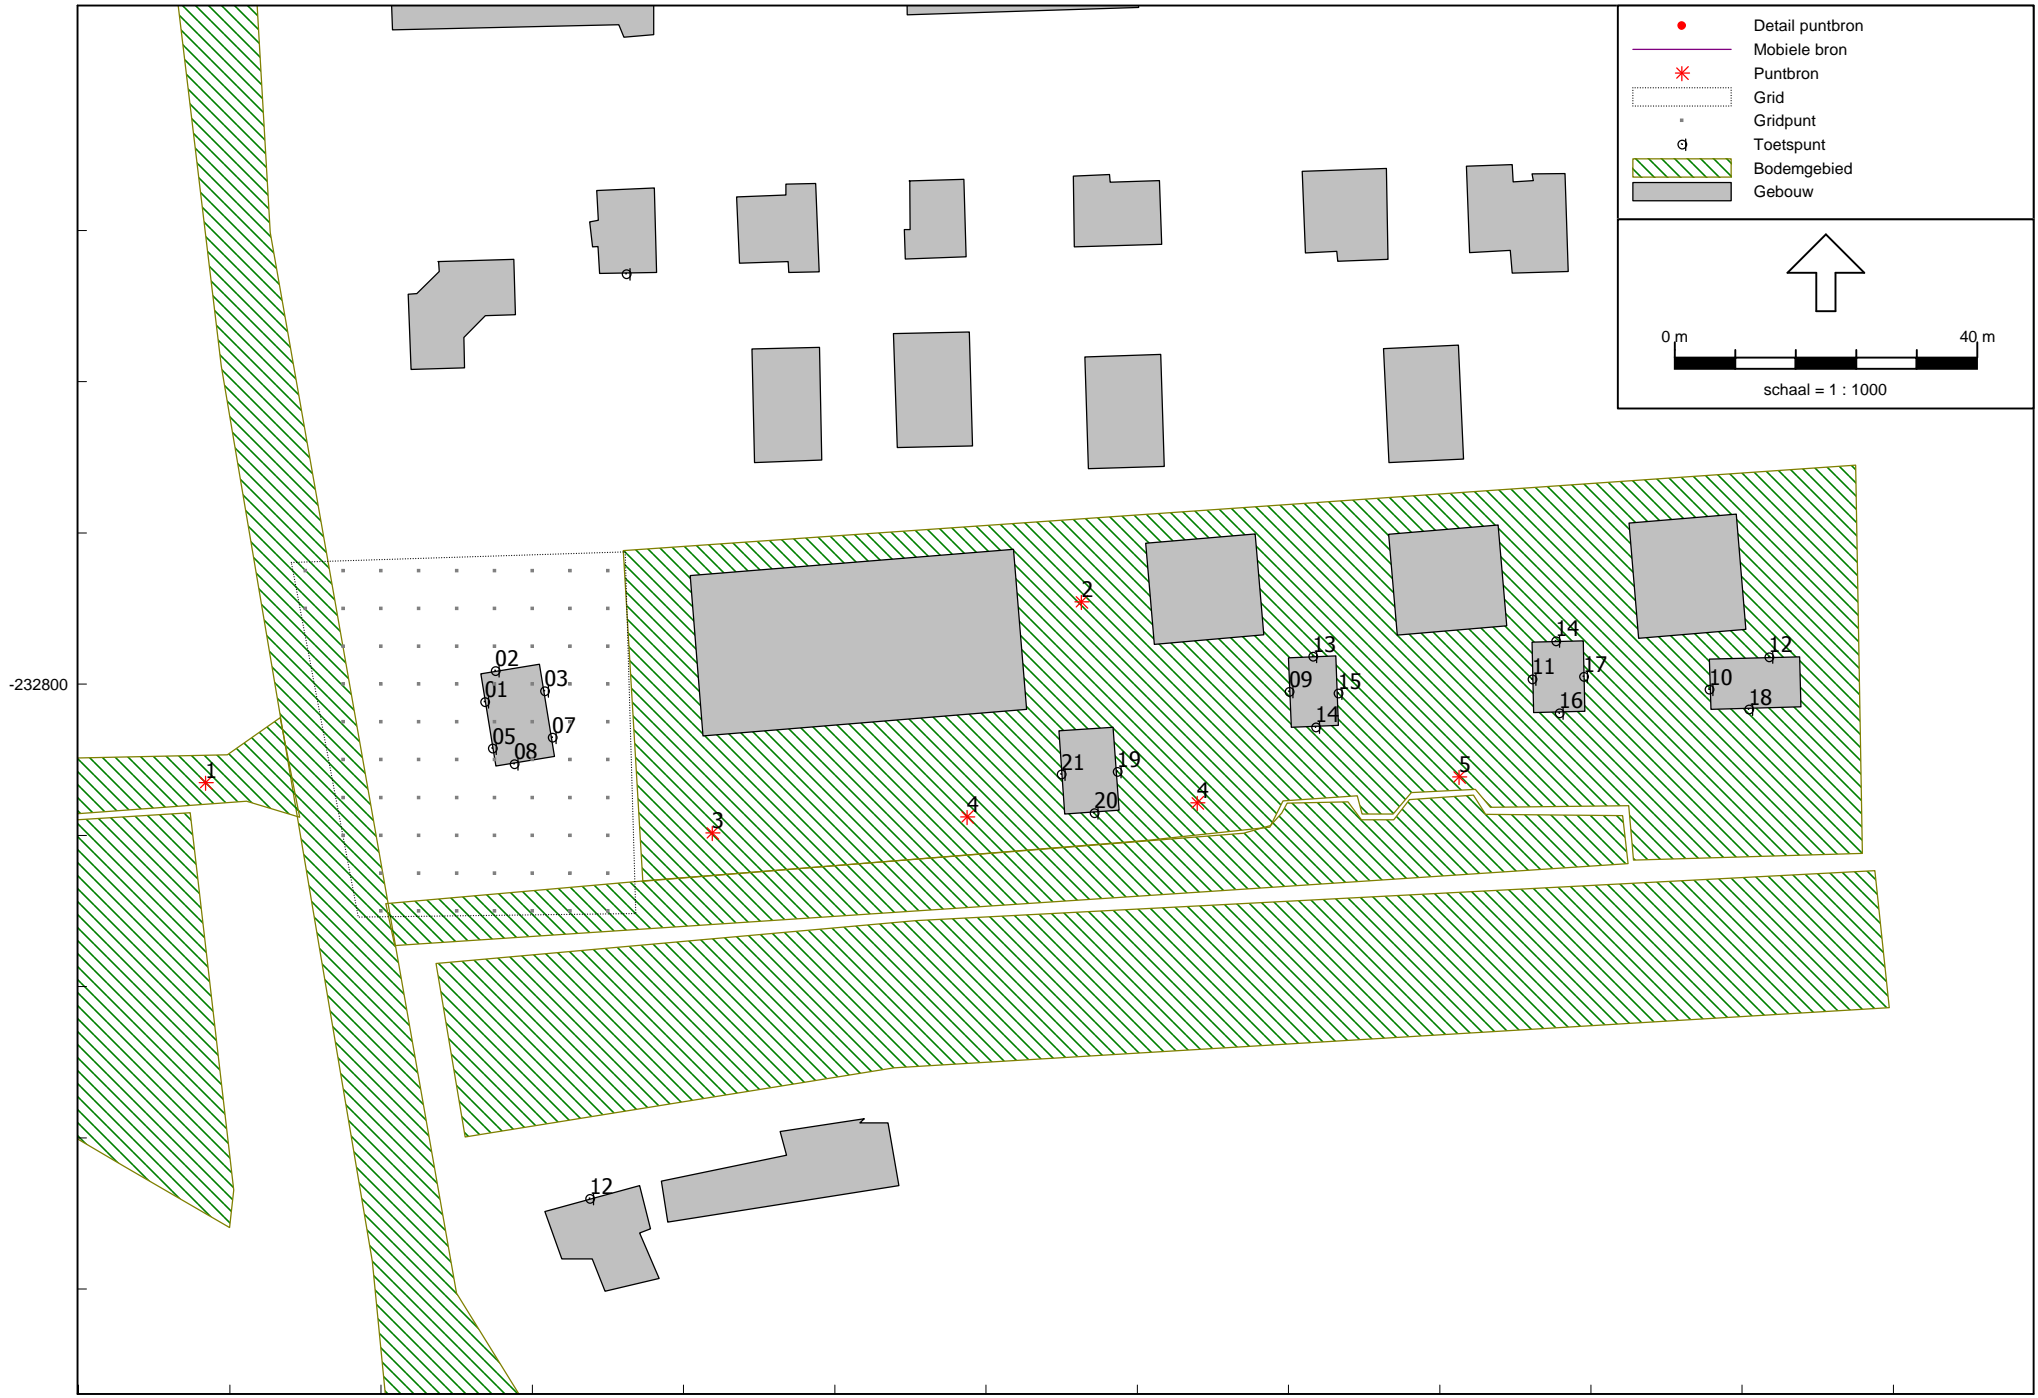 Detail puntbron
Mobiele bron
Puntbron
Grid
Gridpunt
Toetspunt
Bodemgebied
Gebouw
0 m 40 m
schaal = 1 : 1000
2
13
14
12
02
-232800
03
01
09
15
11
17
10
16
18
07
14
05
08
1
21
19
5
20
4
4
3
12